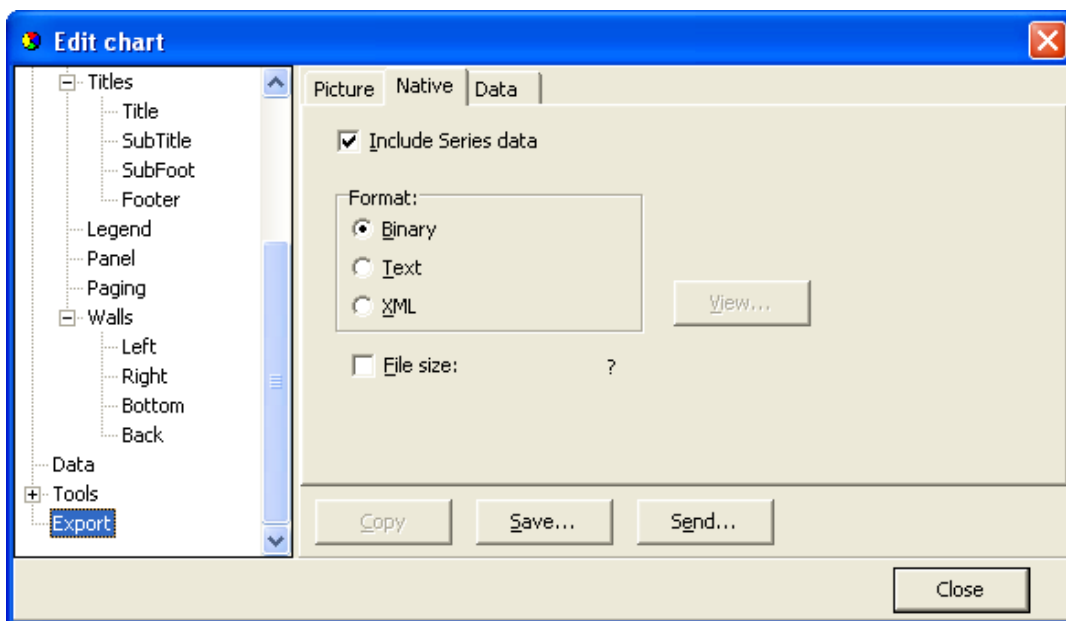 Edit chart
Titles
Title
SubTitle
SubFoot
Footer
Legend
Panel
Paging
Walls
Left
Right
Bottom
Back
Data
Tools
Export
Picture Native Data
Include Series data
Format:
Binary
Text
XML
View...
File size: ?
Copy Save... Send...
Close